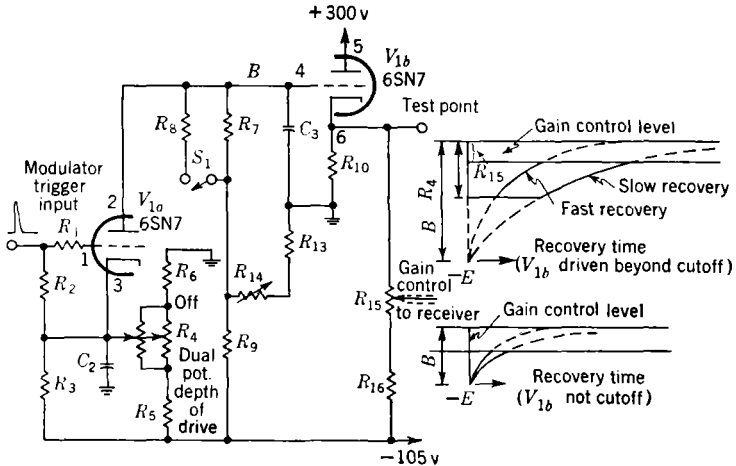 +300 v
5
V1b
6SN7
B
4
Test point
6
R8
R7
C3
S1
R10
Modulator
trigger
input
2
V1a
6SN7
R1
1
3
R2
R6
R13
R14
Off
R4
C2
R3
R9
Dual
pot.
depth
of
drive
R5
Gain
control
to receiver
R15
R16
−105 v
Gain control level
R15
R4
B
Slow recovery
Fast recovery
−E
Recovery time
(V1b driven beyond cutoff)
Gain control level
B
−E
Recovery time
(V1b not cutoff)